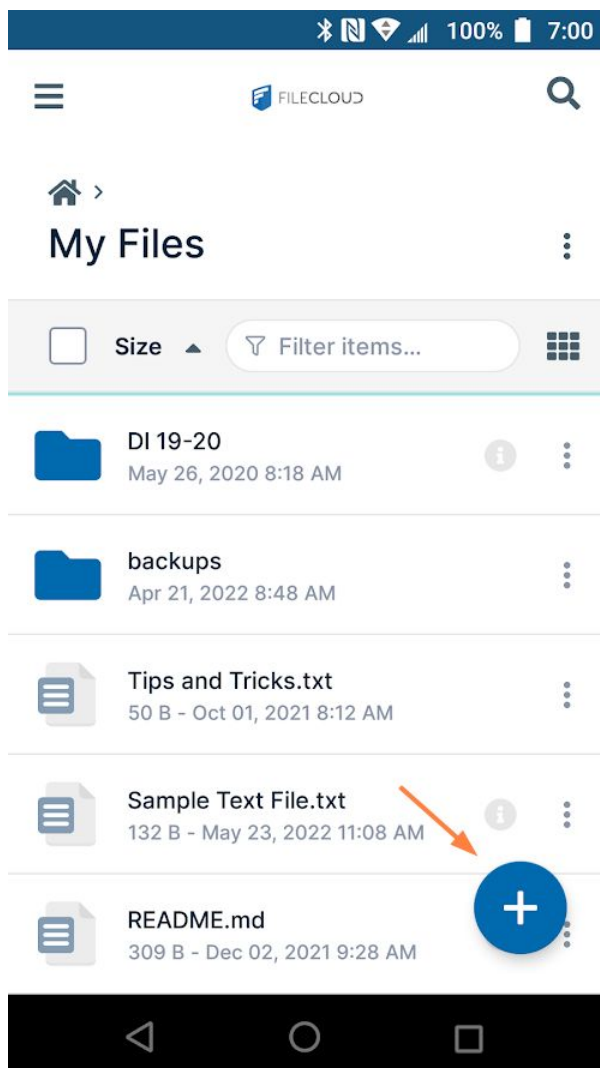 100% 7:00
FILECLOUD
My Files
Size Filter items...
DI 19-20
May 26, 2020 8:18 AM
backups
Apr 21, 2022 8:48 AM
Tips and Tricks.txt
50 B - Oct 01, 2021 8:12 AM
Sample Text File.txt
132 B - May 23, 2022 11:08 AM
README.md
309 B - Dec 02, 2021 9:28 AM